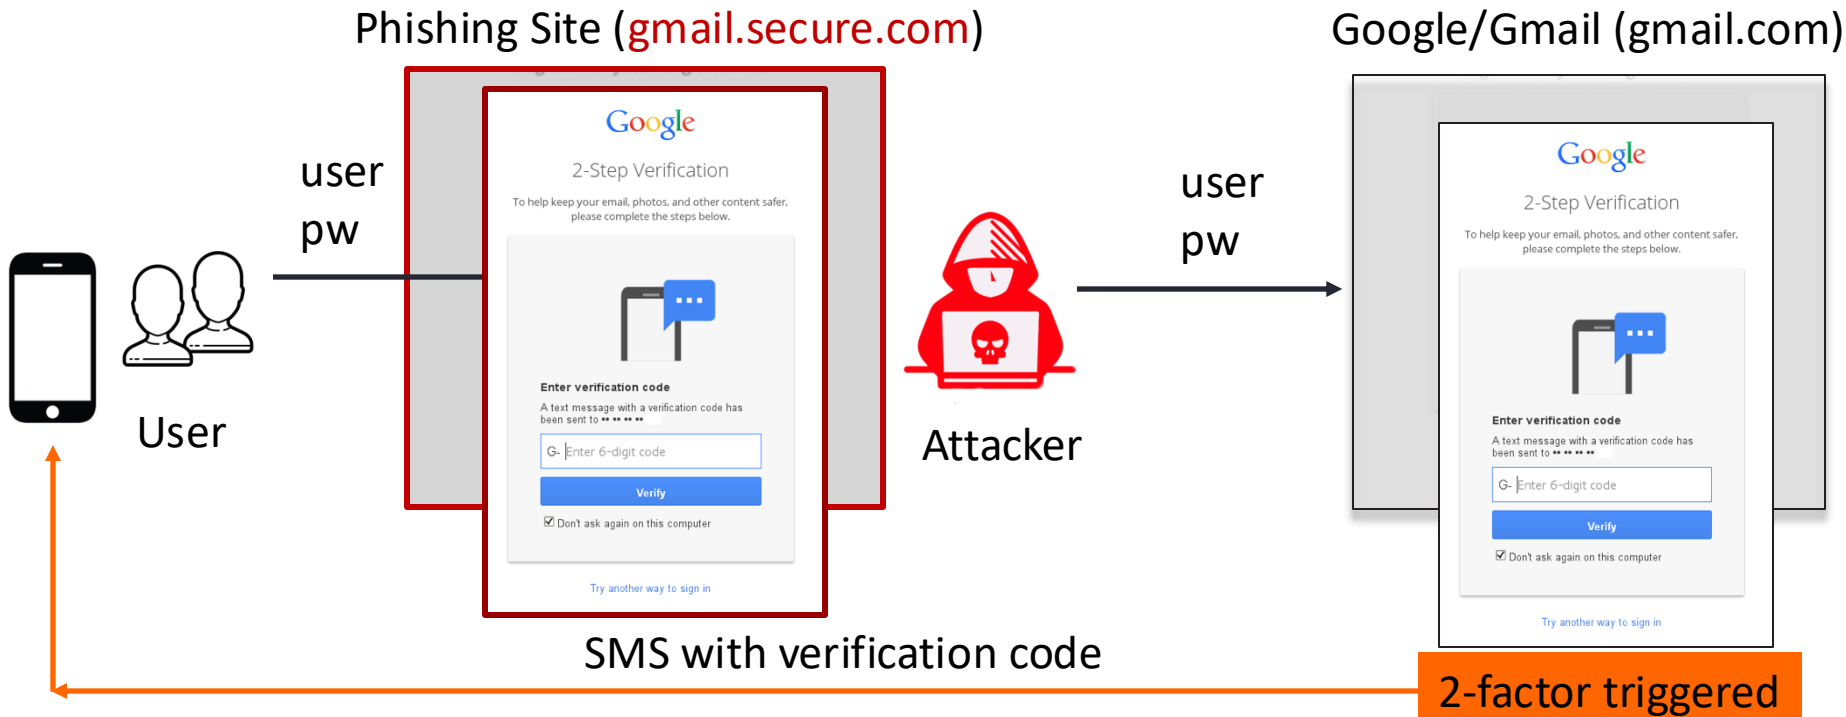 Phishing Site (gmail.secure.com)
Google/Gmail (gmail.com)
user
pw
Google
2-Step Verification
To help keep your email, photos, and other content safer,
please complete the steps below.
Enter verification code
A text message with a verification code has
been sent to •• •• •• ••
G- Enter 6-digit code
Verify
Don't ask again on this computer
Try another way to sign in
User
Attacker
user
pw
Google
2-Step Verification
To help keep your email, photos, and other content safer,
please complete the steps below.
Enter verification code
A text message with a verification code has
been sent to •• •• •• ••
G- Enter 6-digit code
Verify
Don't ask again on this computer
Try another way to sign in
SMS with verification code
2-factor triggered